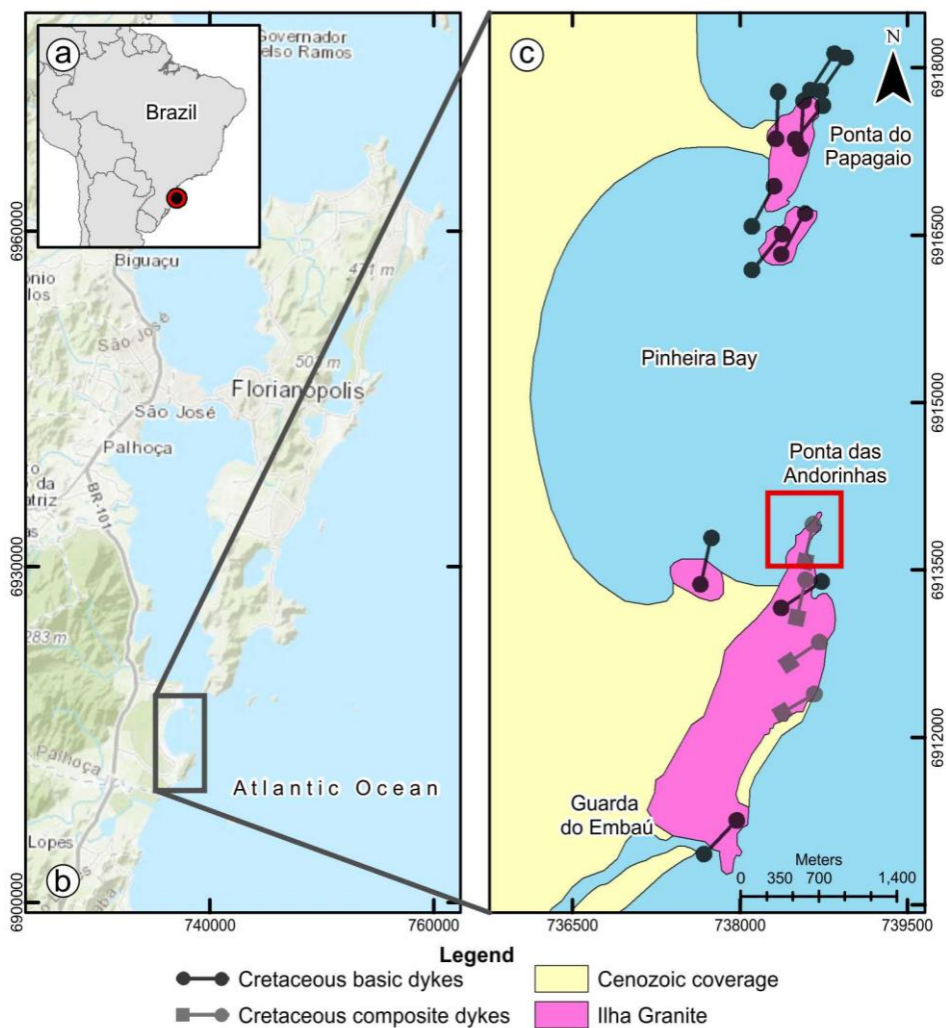 a
Brazil
Governador
elso Ramos
Biguaçu
São José
São José
Palhoça
BR-101
Florianópolis
283 m
Palhoça
Lopes
Atlantic Ocean
b
6960000
6930000
6900000
740000
760000
c
N
Ponta do
Papagaio
Pinheira Bay
Ponta das
Andorinhas
Guarda
do Embaú
Meters
0 350 700 1,400
6918000
6916500
6915000
6913500
6912000
736500
738000
739500
Legend
Cretaceous basic dykes
Cenozoic coverage
Cretaceous composite dykes
Ilha Granite